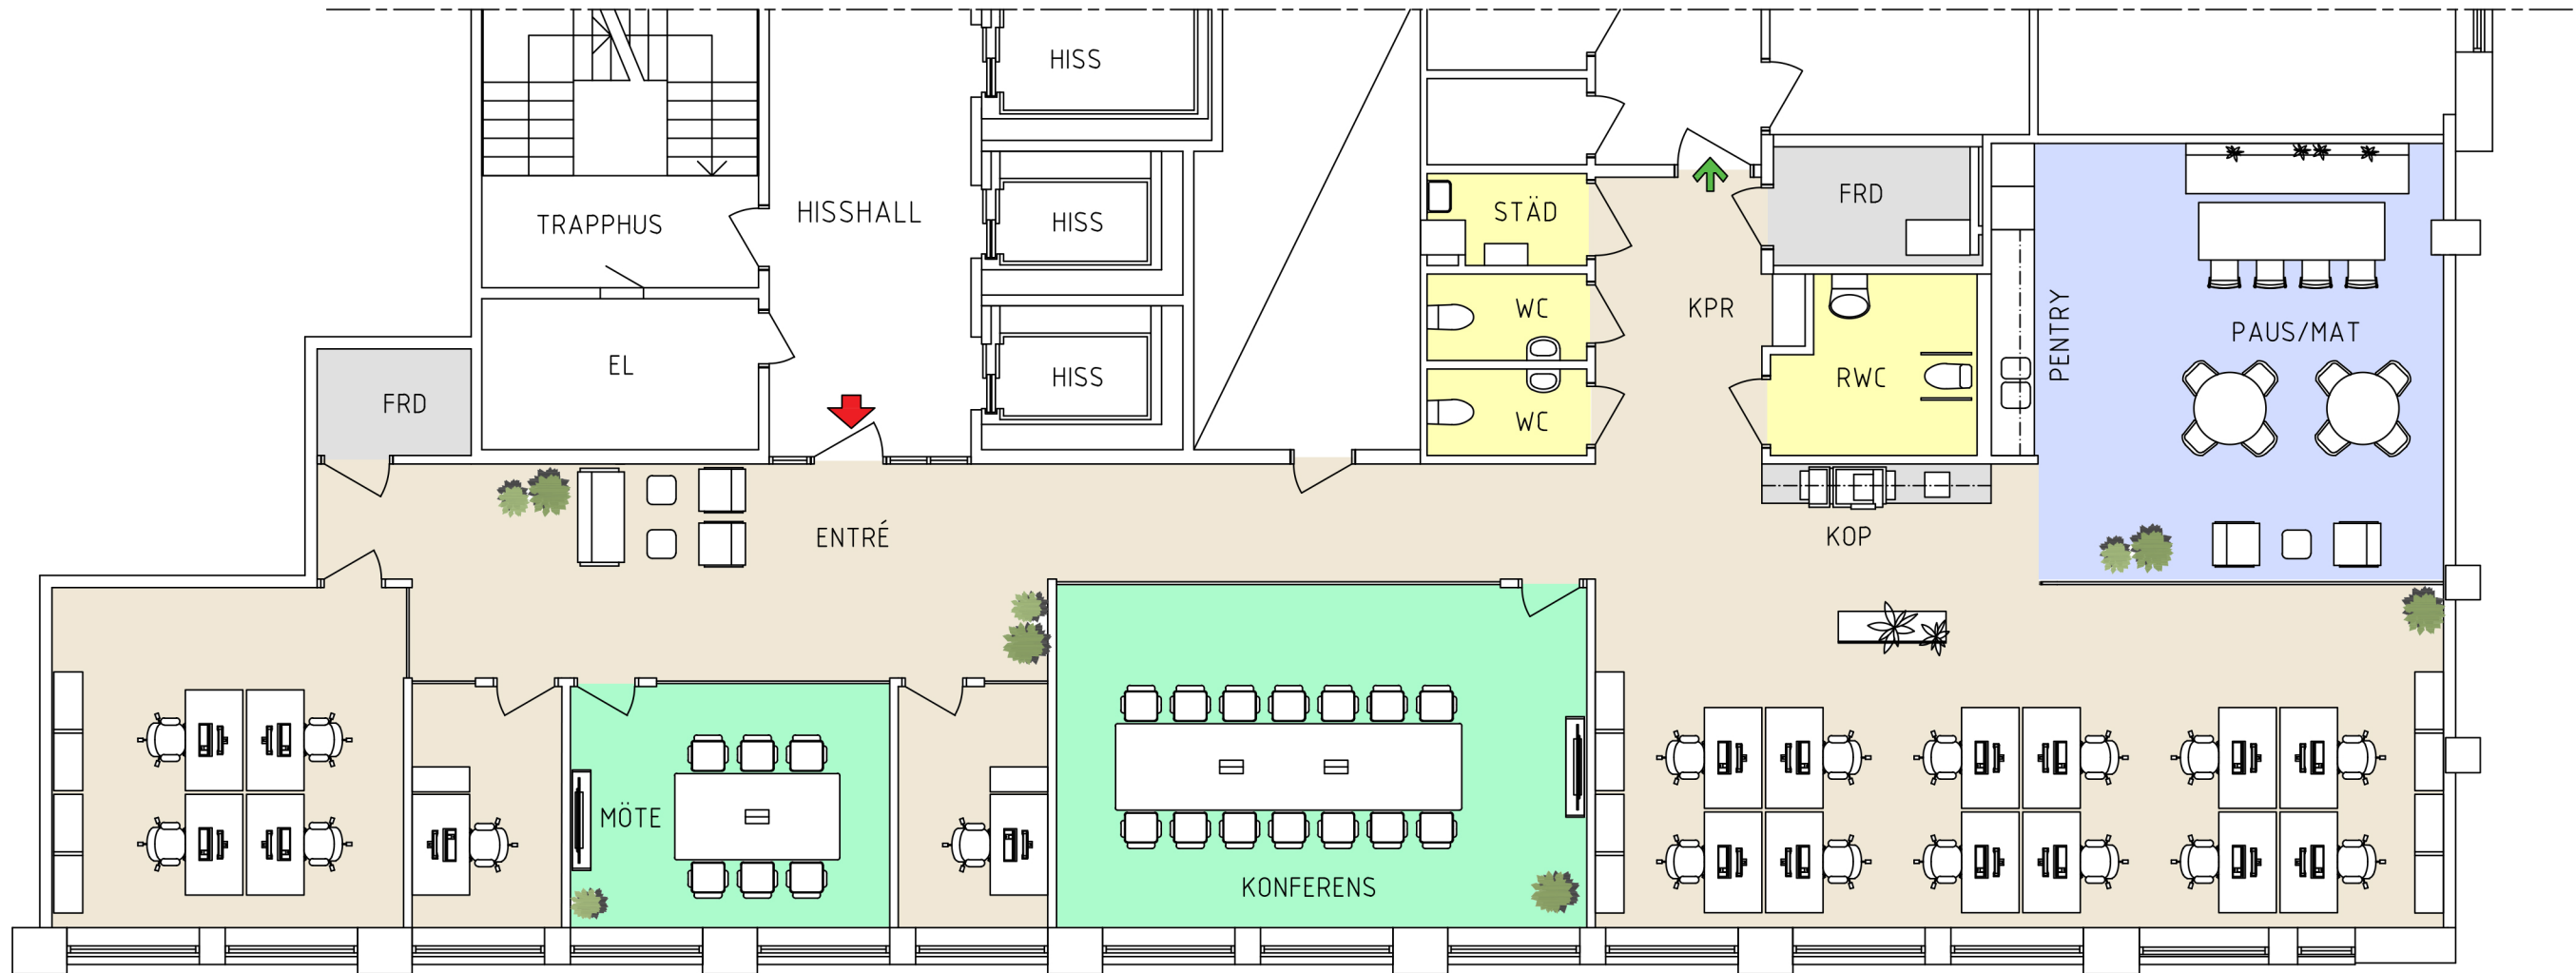 HISS
TRAPPHUS
HISSHALL
HISS
STÄD
FRD
WC
KPR
PENTRY
PAUS/MAT
EL
HISS
RWC
FRD
WC
ENTRÉ
KOP
MÖTE
KONFERENS